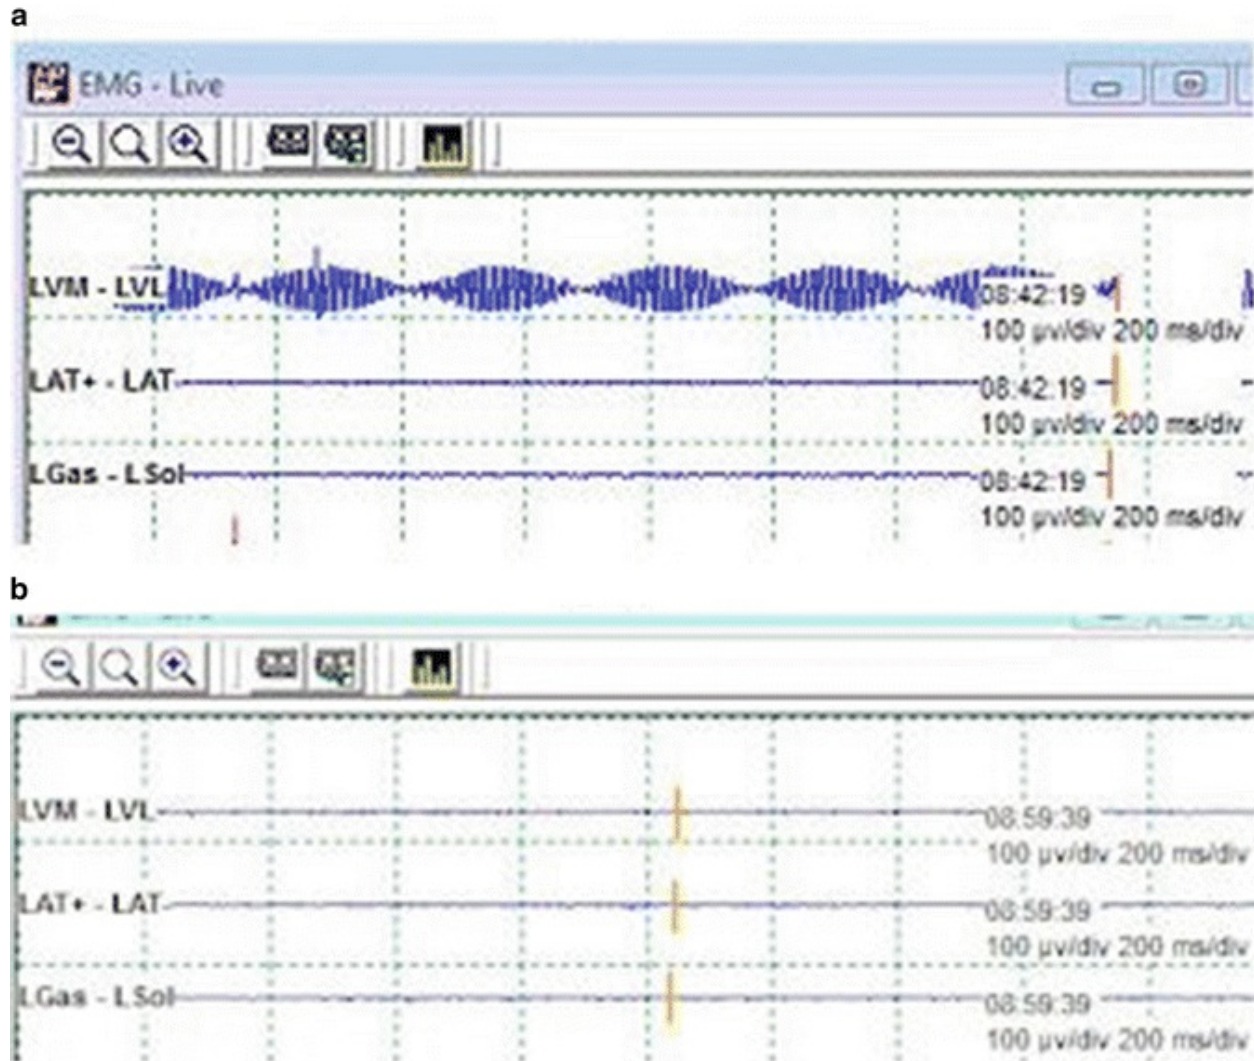 a
EMG - Live
LVM - LVL
08:42:19
100 µv/div 200 ms/div
LAT+ - LAT-
08:42:19
100 µv/div 200 ms/div
LGas - LSol
08:42:19
100 µv/div 200 ms/div
b
LVM - LVL
08:59:39
100 µv/div 200 ms/div
LAT+ - LAT-
08:59:39
100 µv/div 200 ms/div
LGas - LSol
08:59:39
100 µv/div 200 ms/div